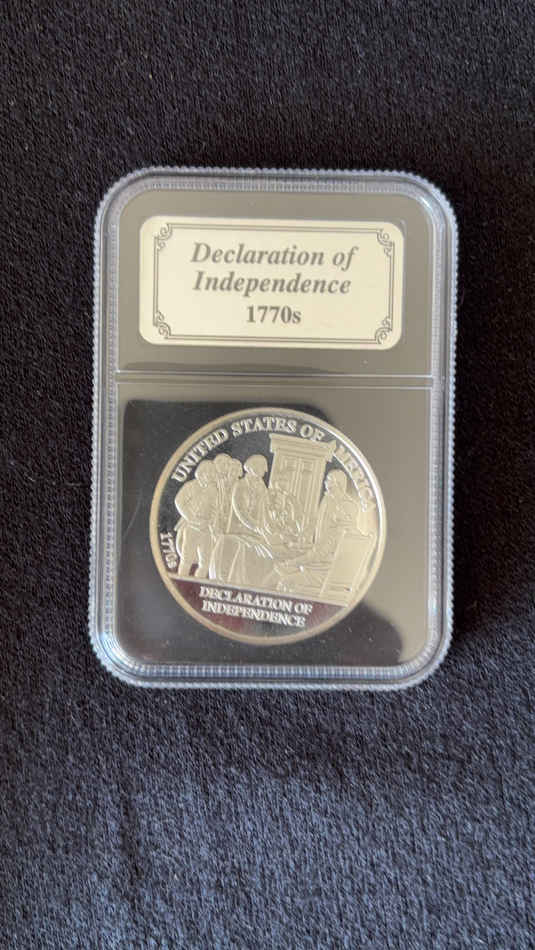 Declaration of
Independence
1770s
UNITED STATES OF AMERICA
1770s
DECLARATION OF
INDEPENDENCE